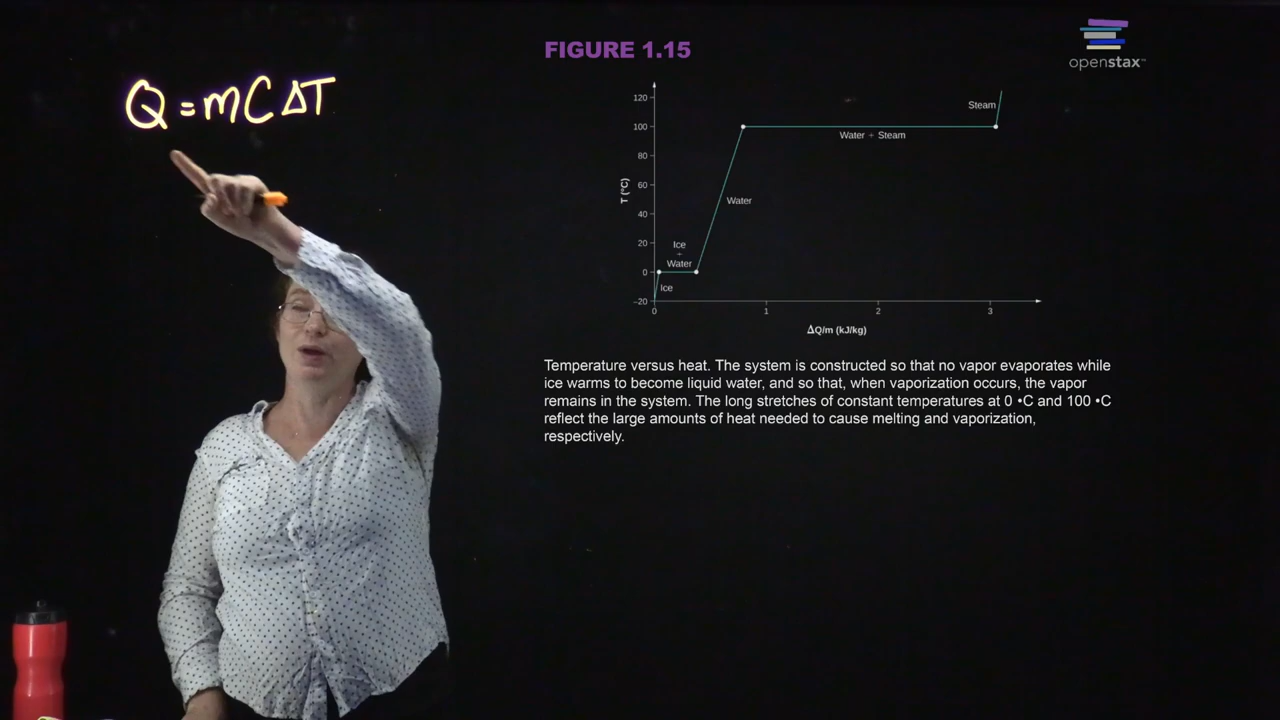 Q = mCΔT
FIGURE 1.15
openstax™
120
100
80
60
40
20
0
–20
T (°C)
Steam
Water + Steam
Water
Ice
+
Water
Ice
0
1
2
3
ΔQ/m (kJ/kg)
Temperature versus heat. The system is constructed so that no vapor evaporates while
ice warms to become liquid water, and so that, when vaporization occurs, the vapor
remains in the system. The long stretches of constant temperatures at 0 •C and 100 •C
reflect the large amounts of heat needed to cause melting and vaporization,
respectively.